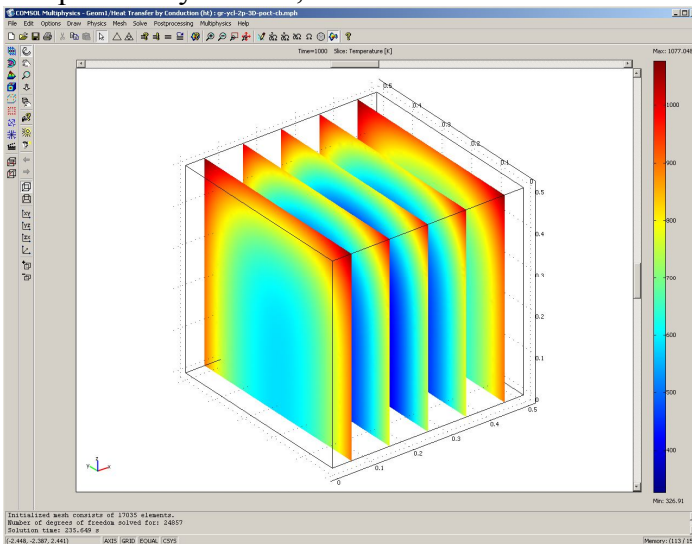 COMSOL Multiphysics - Geom1/Heat Transfer by Conduction (ht) : gr-ycl-2p-30-poct-cb.mph
File Edit Options Draw Physics Mesh Solve Postprocessing Multiphysics Help
Time=1000 Slice: Temperature [K]
Max: 1077.048
0.5
0.4
0.3
0.2
0.1
0
0.5
0.4
0.3
0.2
0.1
0
0
0.1
0.2
0.3
0.4
0.5
1000
900
800
700
600
500
400
Min: 326.91
z
y
x
Initialized mesh consists of 17035 elements.
Number of degrees of freedom solved for: 24857
Solution time: 235.649 s
(-2.448, -2.387, 2.441) AXIS GRID EQUAL CSYS Memory: (113 / 15